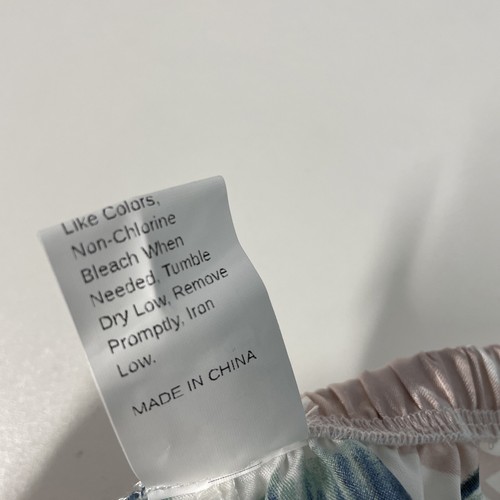 Like Colors,
Non-Chlorine
Bleach When
Needed. Tumble
Dry Low, Remove
Promptly, Iron
Low.
MADE IN CHINA